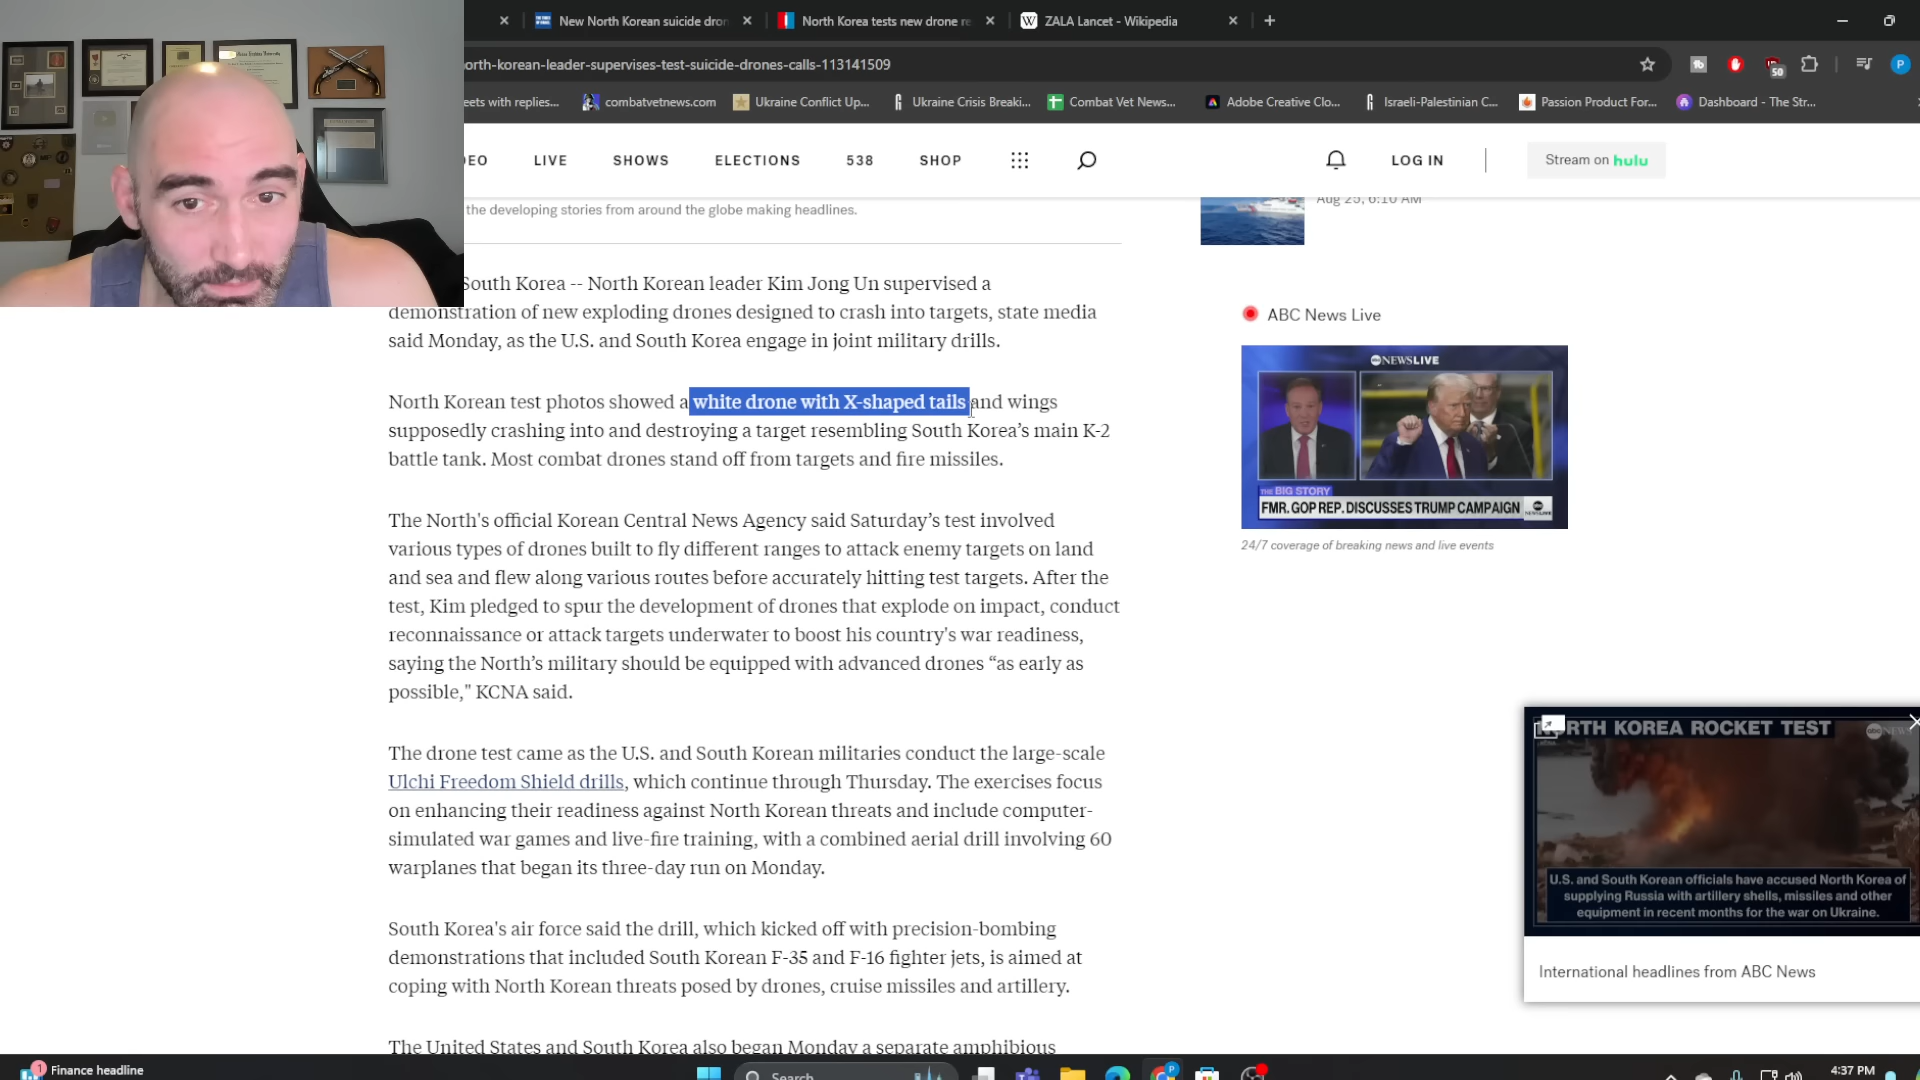 New North Korean suicide dron
North Korea tests new drone re
ZALA Lancet - Wikipedia
orth-korean-leader-supervises-test-suicide-drones-calls-113141509
50
P
eets with replies...
combatvetnews.com
Ukraine Conflict Up...
Ukraine Crisis Breaki...
Combat Vet News...
Adobe Creative Clo...
Israeli-Palestinian C...
Passion Product For...
Dashboard - The Str...
DEO
LIVE
SHOWS
ELECTIONS
538
SHOP
LOG IN
Stream on hulu
the developing stories from around the globe making headlines.
Aug 25, 6:10 AM
South Korea -- North Korean leader Kim Jong Un supervised a
demonstration of new exploding drones designed to crash into targets, state media
said Monday, as the U.S. and South Korea engage in joint military drills.
North Korean test photos showed a white drone with X-shaped tails and wings
supposedly crashing into and destroying a target resembling South Korea’s main K-2
battle tank. Most combat drones stand off from targets and fire missiles.
The North's official Korean Central News Agency said Saturday’s test involved
various types of drones built to fly different ranges to attack enemy targets on land
and sea and flew along various routes before accurately hitting test targets. After the
test, Kim pledged to spur the development of drones that explode on impact, conduct
reconnaissance or attack targets underwater to boost his country's war readiness,
saying the North’s military should be equipped with advanced drones “as early as
possible," KCNA said.
The drone test came as the U.S. and South Korean militaries conduct the large-scale
Ulchi Freedom Shield drills, which continue through Thursday. The exercises focus
on enhancing their readiness against North Korean threats and include computer-
simulated war games and live-fire training, with a combined aerial drill involving 60
warplanes that began its three-day run on Monday.
South Korea's air force said the drill, which kicked off with precision-bombing
demonstrations that included South Korean F-35 and F-16 fighter jets, is aimed at
coping with North Korean threats posed by drones, cruise missiles and artillery.
The United States and South Korea also began Monday a separate amphibious
ABC News Live
abc NEWSLIVE
THE BIG STORY
FMR. GOP REP. DISCUSSES TRUMP CAMPAIGN
24/7 coverage of breaking news and live events
RTH KOREA ROCKET TEST
U.S. and South Korean officials have accused North Korea of
supplying Russia with artillery shells, missiles and other
equipment in recent months for the war on Ukraine.
International headlines from ABC News
1
Finance headline
Search
4:37 PM